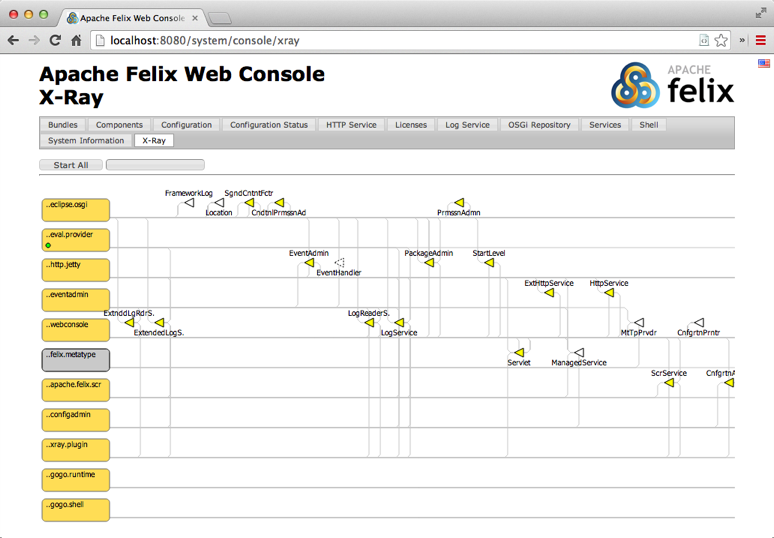 Apache Felix Web Console
localhost:8080/system/console/xray
Apache Felix Web Console
X-Ray
APACHE
felix
Bundles Components Configuration Configuration Status HTTP Service Licenses Log Service OSGi Repository Services Shell
System Information X-Ray
Start All
FrameworkLog SgndCntntFctr
..eclipse.osgi Location CndtnlPrmssnAd PrmssnAdmn
..eval.provider
EventAdmin PackageAdmin StartLevel
..http.jetty EventHandler
ExtHttpService HttpService
..eventadmin
ExtnddLgRdrS. LogReaderS.
..webconsole ExtendedLogS. LogService MtTpPrvdr CnfgrtnPrntr
..felix.metatype Servlet ManagedService
ScrService CnfgrtnA
..apache.felix.scr
..configadmin
..xray.plugin
..gogo.runtime
..gogo.shell